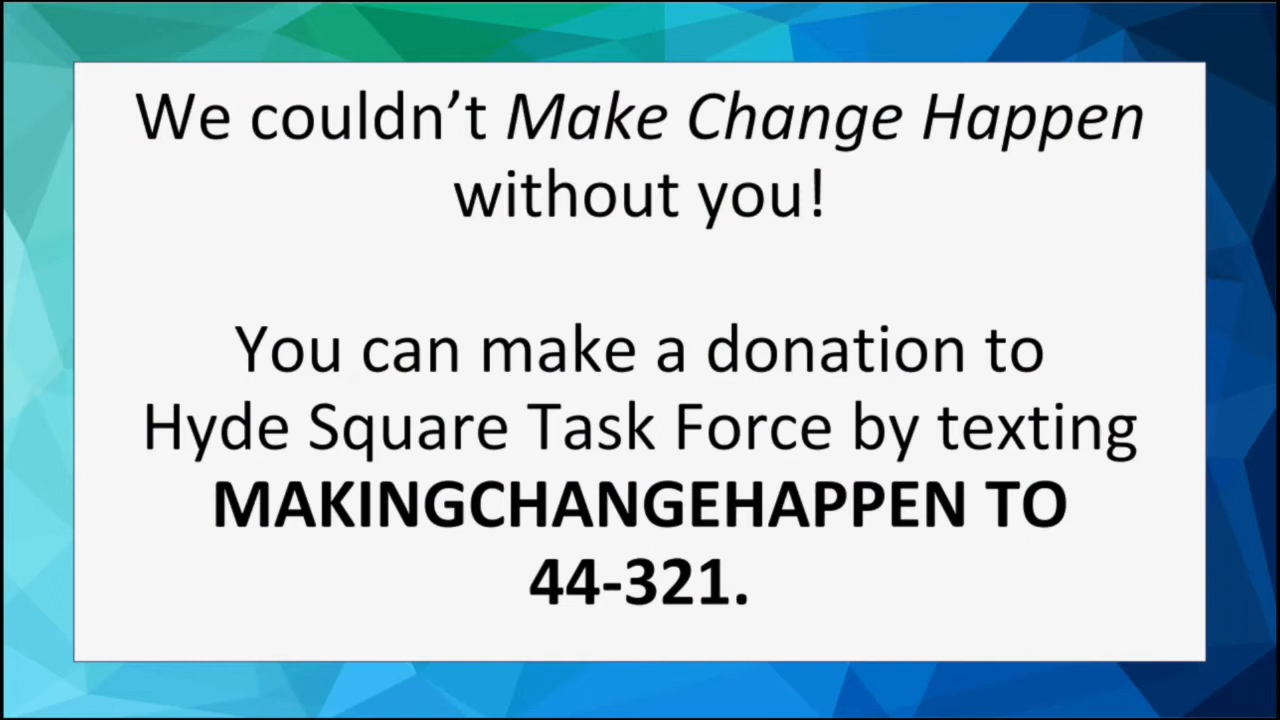 We couldn’t Make Change Happen
without you!
You can make a donation to
Hyde Square Task Force by texting
MAKINGCHANGEHAPPEN TO
44-321.